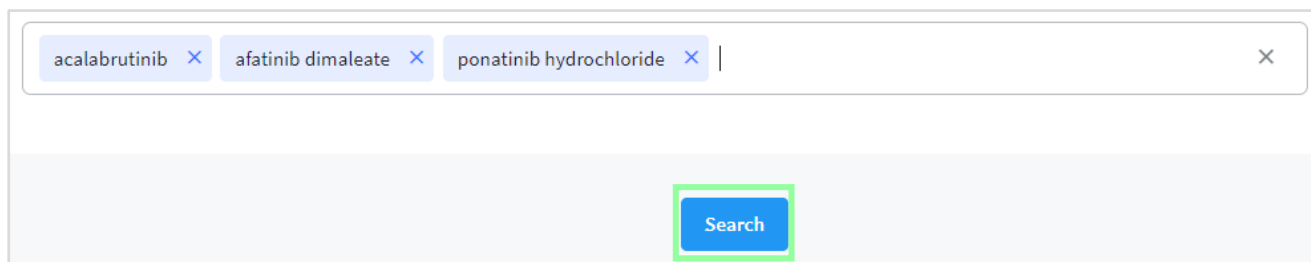 acalabrutinib × afatinib dimaleate × ponatinib hydrochloride × ×
Search